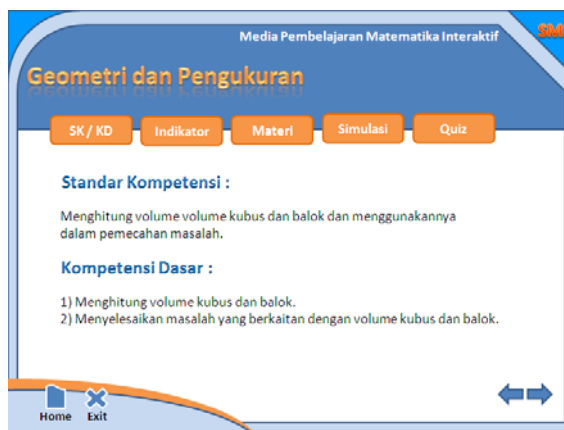 Media Pembelajaran Matematika Interaktif
Geometri dan Pengukuran
SK / KD Indikator Materi Simulasi Quiz
Standar Kompetensi :
Menghitung volume volume kubus dan balok dan menggunakannya
dalam pemecahan masalah.
Kompetensi Dasar :
1) Menghitung volume kubus dan balok.
2) Menyelesaikan masalah yang berkaitan dengan volume kubus dan balok.
Home Exit